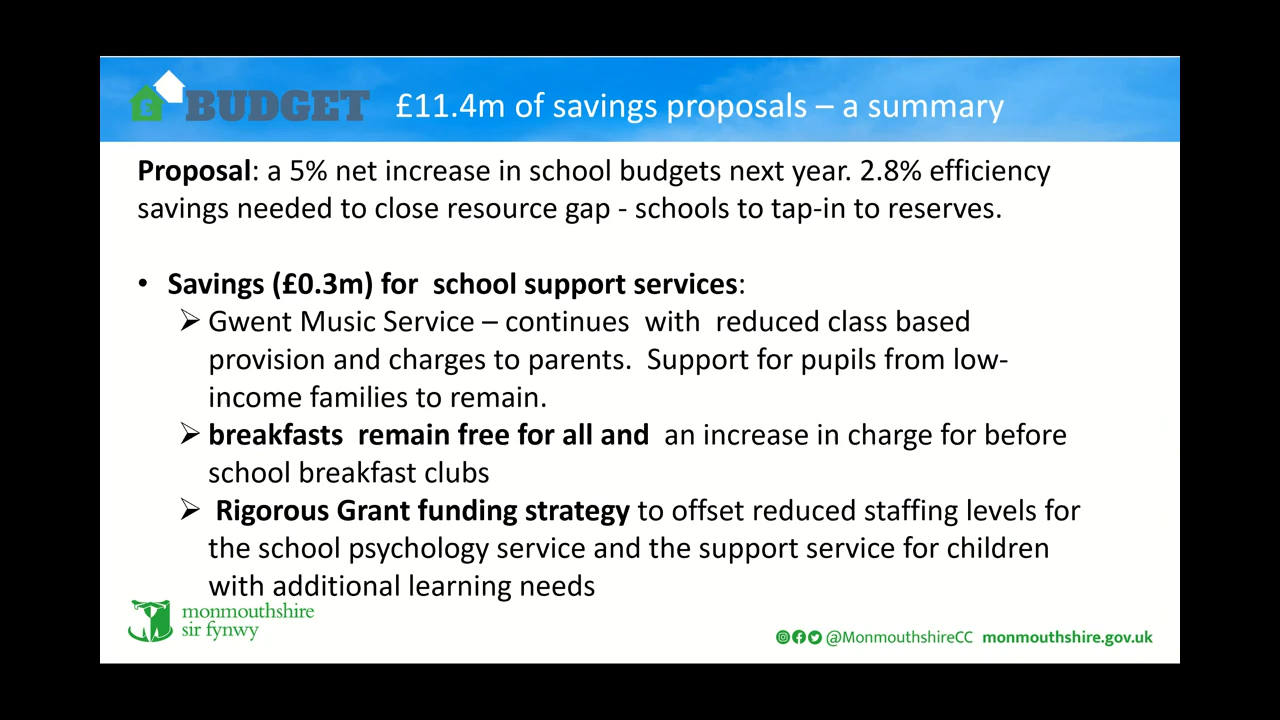 £ BUDGET £11.4m of savings proposals – a summary
Proposal: a 5% net increase in school budgets next year. 2.8% efficiency
savings needed to close resource gap - schools to tap-in to reserves.
• Savings (£0.3m) for school support services:
➢ Gwent Music Service – continues with reduced class based
provision and charges to parents. Support for pupils from low-
income families to remain.
➢ breakfasts remain free for all and an increase in charge for before
school breakfast clubs
➢ Rigorous Grant funding strategy to offset reduced staffing levels for
the school psychology service and the support service for children
with additional learning needs
monmouthshire
sir fynwy
@MonmouthshireCC monmouthshire.gov.uk